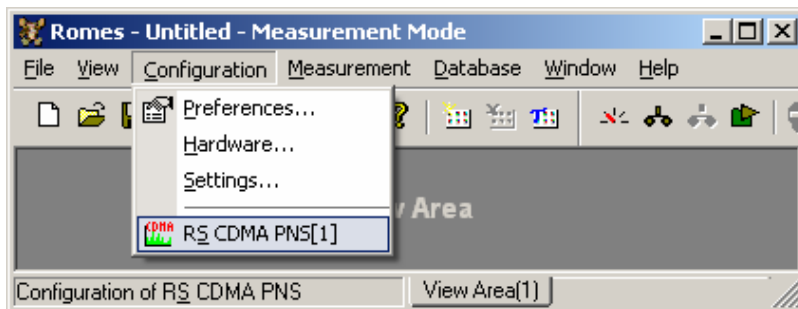 Romes - Untitled - Measurement Mode
File View Configuration Measurement Database Window Help
Preferences...
Hardware...
Settings...
Area
CDMA RS CDMA PNS[1]
Configuration of RS CDMA PNS View Area(1)